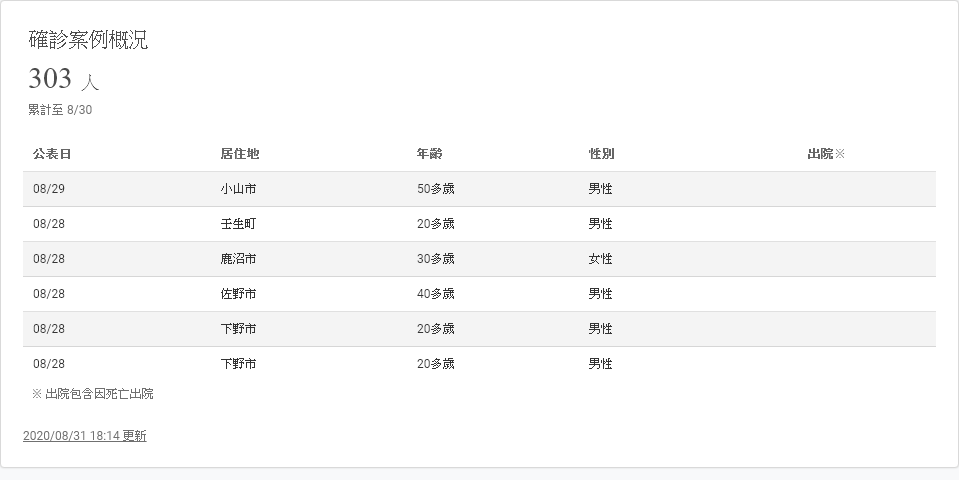 確診案例概況
303 人
累計至 8/30
公表日 居住地 年齡 性別 出院※
08/29 小山市 50多歲 男性
08/28 壬生町 20多歲 男性
08/28 鹿沼市 30多歲 女性
08/28 佐野市 40多歲 男性
08/28 下野市 20多歲 男性
08/28 下野市 20多歲 男性
※ 出院包含因死亡出院
2020/08/31 18:14 更新